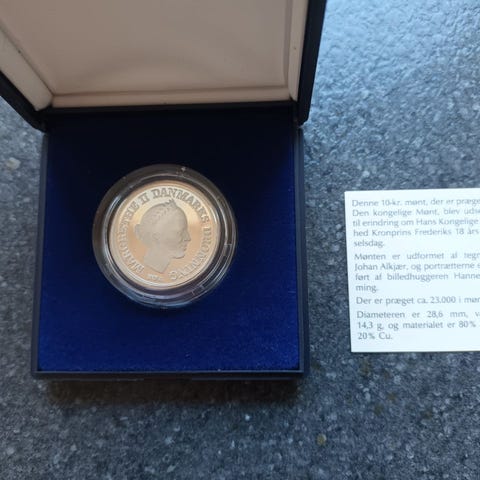 MARGRETHE II DANMARKS DRONNING
Denne 10-kr. mønt, der er præge
Den kongelige Mønt, blev udse
til erindring om Hans Kongelige
hed Kronprins Frederiks 18 års
selsdag.
Mønten er udformet af tegn
Johan Alkjær, og portrætterne e
ført af billedhuggeren Hanne
ming.
Der er præget ca. 23.000 i møn
Diameteren er 28,6 mm, væ
14,3 g, og materialet er 80%
20% Cu.